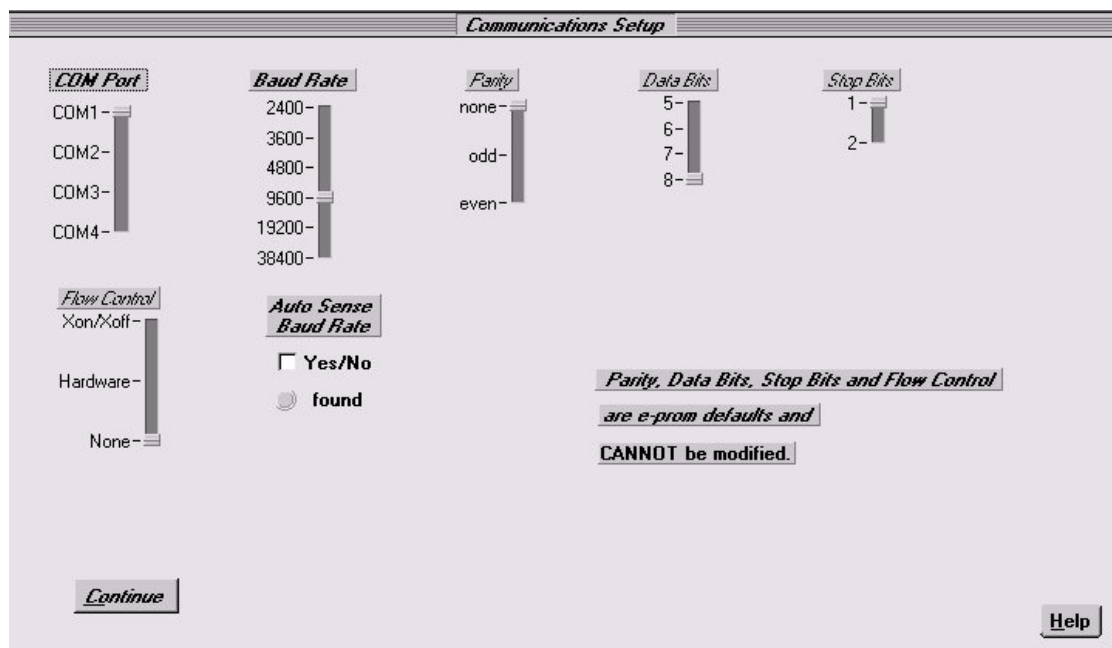 Communications Setup
COM Port
COM1
COM2
COM3
COM4
Baud Rate
2400
3600
4800
9600
19200
38400
Parity
none
odd
even
Data Bits
5
6
7
8
Stop Bits
1
2
Flow Control
Xon/Xoff
Hardware
None
Auto Sense
Baud Rate
Yes/No
found
Parity, Data Bits, Stop Bits and Flow Control
are e-prom defaults and
CANNOT be modified.
Continue
Help